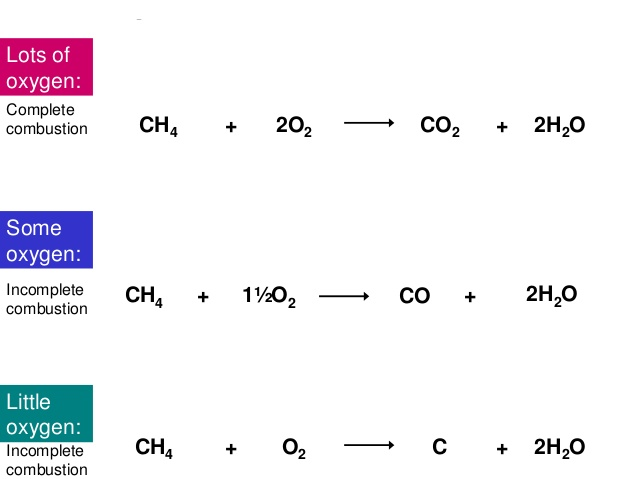 Lots of
oxygen:
Complete
combustion
CH₄ + 2O₂ ⟶ CO₂ + 2H₂O
Some
oxygen:
Incomplete
combustion
CH₄ + 1½O₂ ⟶ CO + 2H₂O
Little
oxygen:
Incomplete
combustion
CH₄ + O₂ ⟶ C + 2H₂O